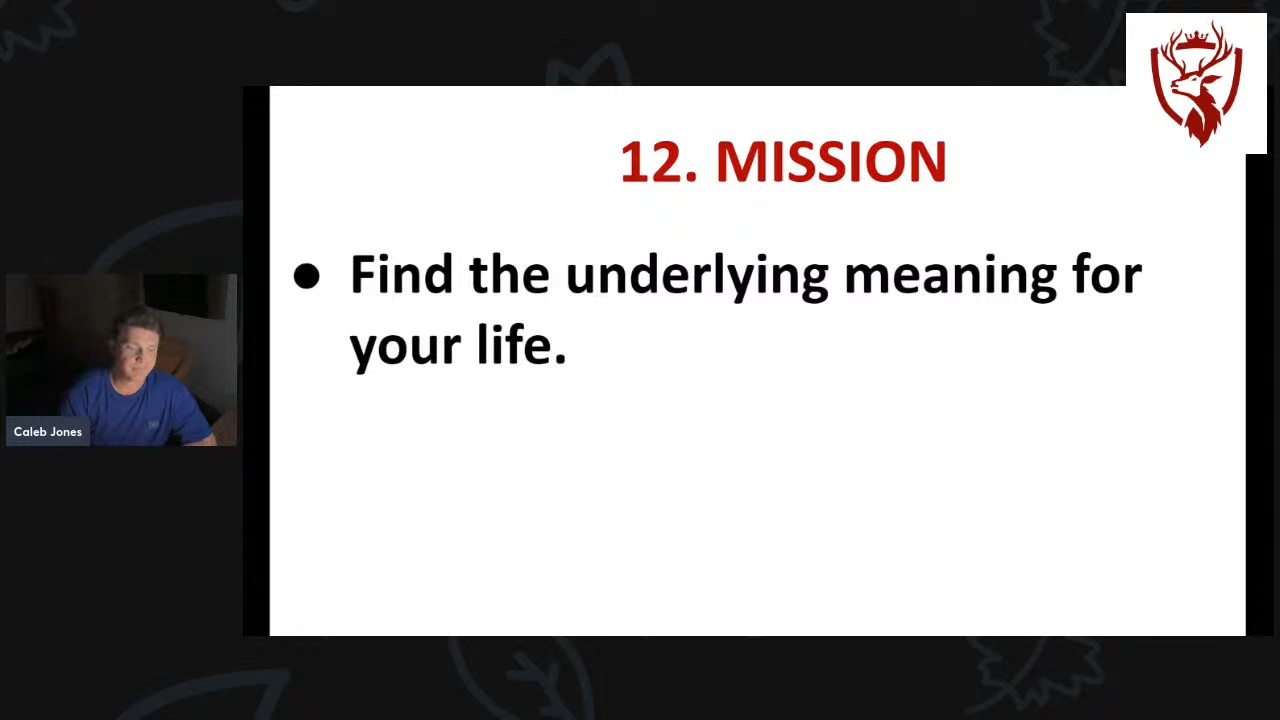 12. MISSION
● Find the underlying meaning for
your life.
Caleb Jones